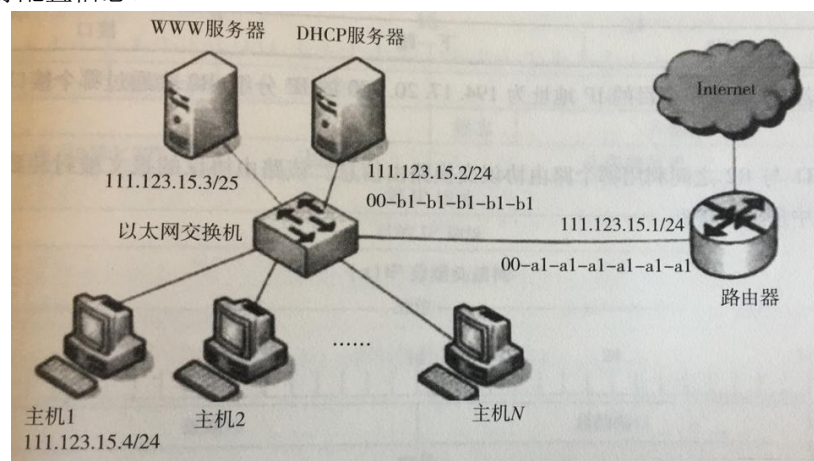 WWW服务器
DHCP服务器
Internet
111.123.15.3/25
111.123.15.2/24
00-b1-b1-b1-b1-b1
以太网交换机
111.123.15.1/24
00-a1-a1-a1-a1-a1-a1
路由器
……
主机1
主机2
主机N
111.123.15.4/24